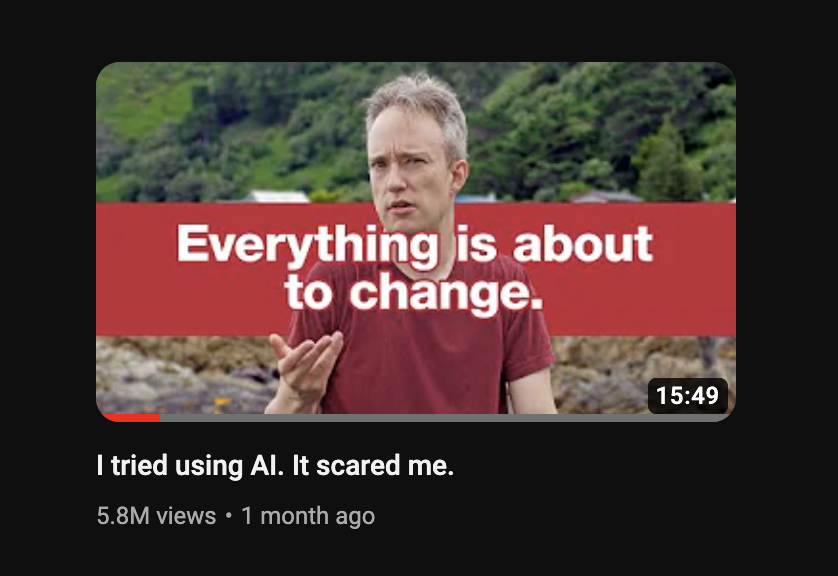 Everything is about
to change.
15:49
I tried using AI. It scared me.
5.8M views • 1 month ago